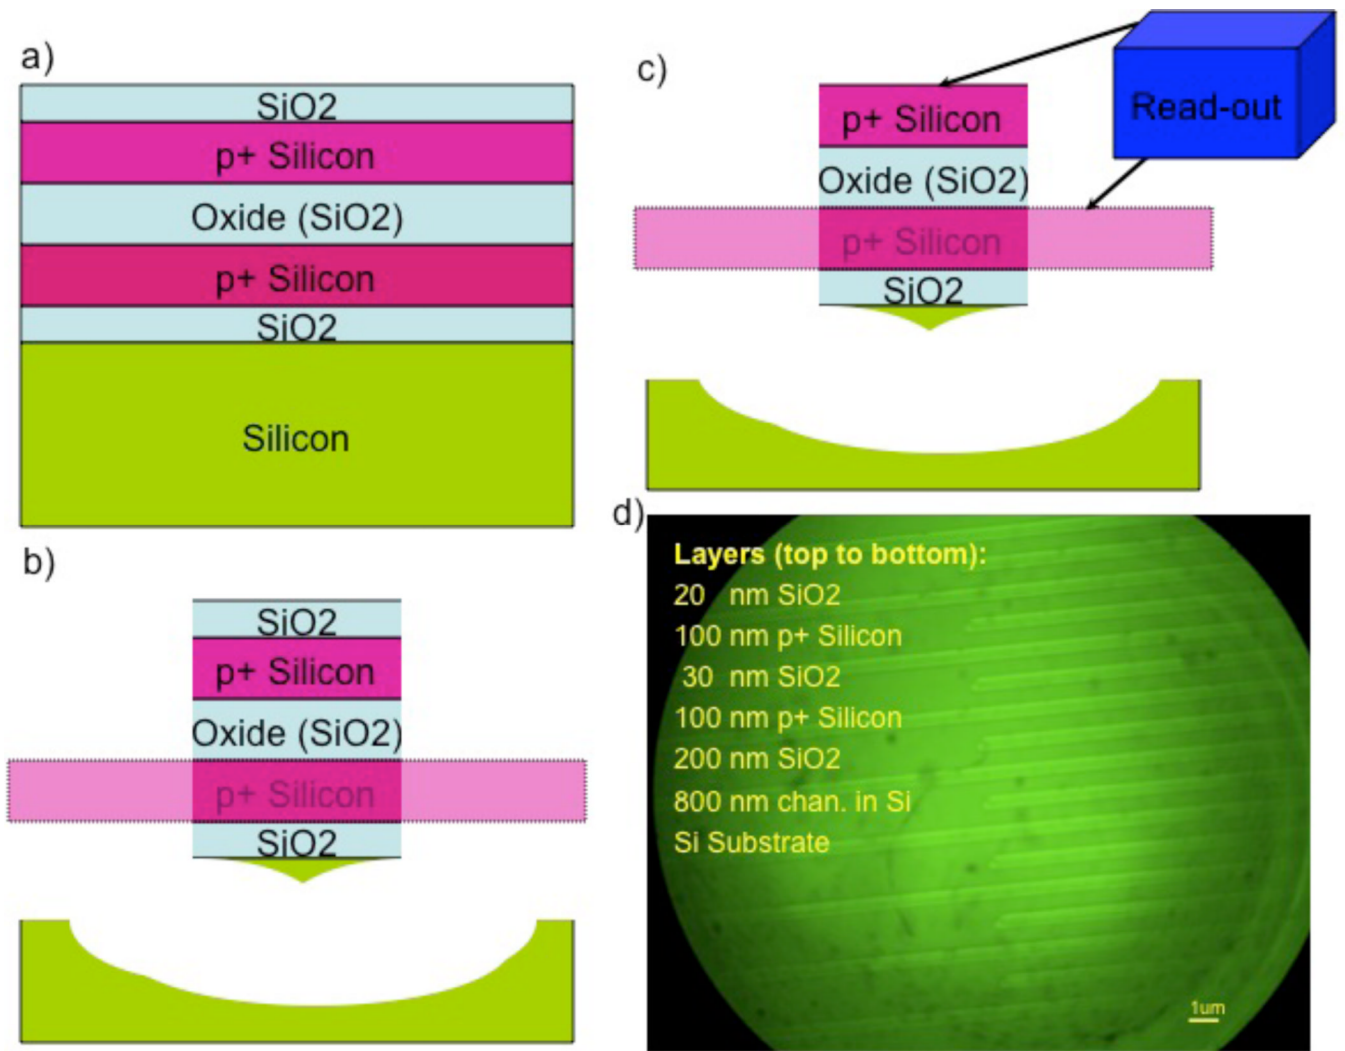 a)
SiO2
p+ Silicon
Oxide (SiO2)
p+ Silicon
SiO2
Silicon
b)
SiO2
p+ Silicon
Oxide (SiO2)
p+ Silicon
SiO2
c)
Read-out
p+ Silicon
Oxide (SiO2)
p+ Silicon
SiO2
d)
Layers (top to bottom):
20 nm SiO2
100 nm p+ Silicon
30 nm SiO2
100 nm p+ Silicon
200 nm SiO2
800 nm chan. in Si
Si Substrate
1um